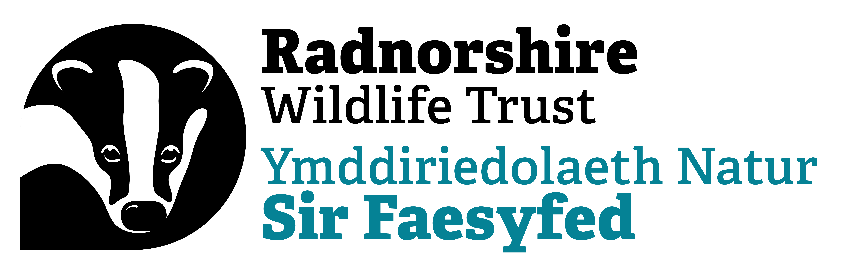 Radnorshire
Wildlife Trust
Ymddiriedolaeth Natur
Sir Faesyfed